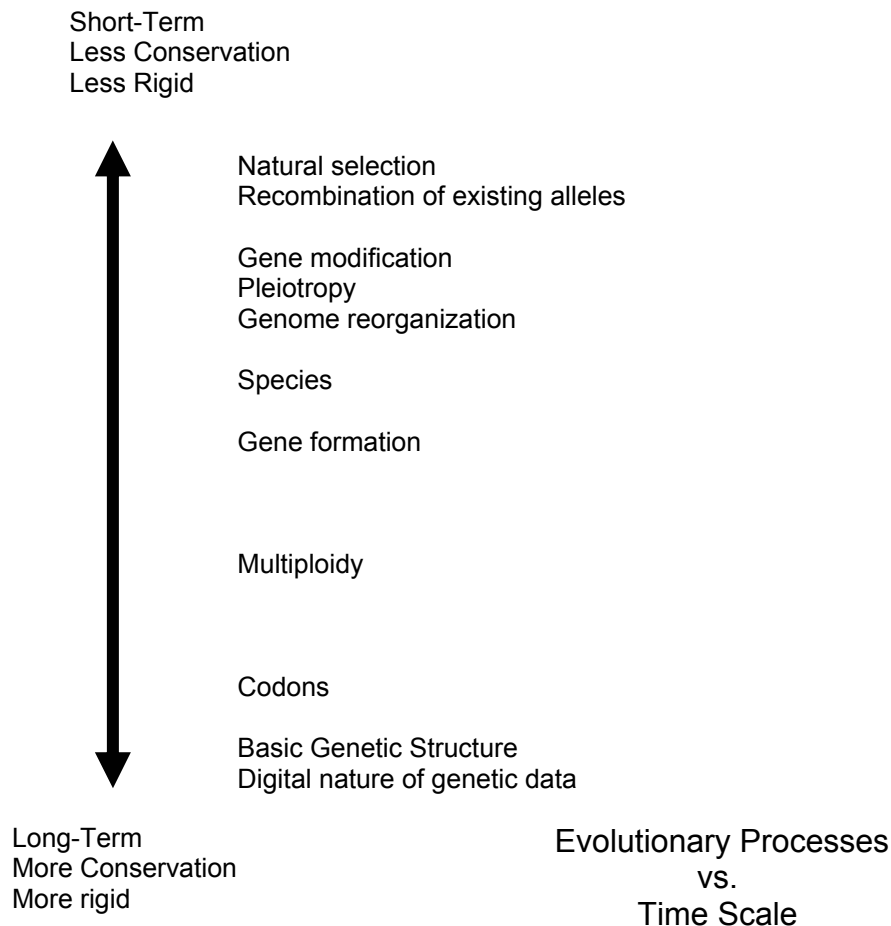 Short-Term
Less Conservation
Less Rigid
Natural selection
Recombination of existing alleles
Gene modification
Pleiotropy
Genome reorganization
Species
Gene formation
Multiploidy
Codons
Basic Genetic Structure
Digital nature of genetic data
Long-Term
More Conservation
More rigid
Evolutionary Processes
vs.
Time Scale